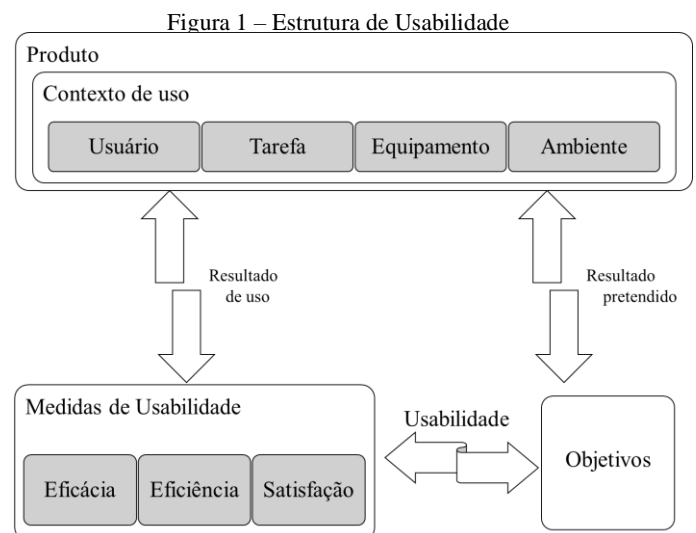 Figura 1 – Estrutura de Usabilidade
Produto
Contexto de uso
Usuário Tarefa Equipamento Ambiente
Resultado
de uso
Resultado
pretendido
Medidas de Usabilidade
Eficácia Eficiência Satisfação
Usabilidade
Objetivos